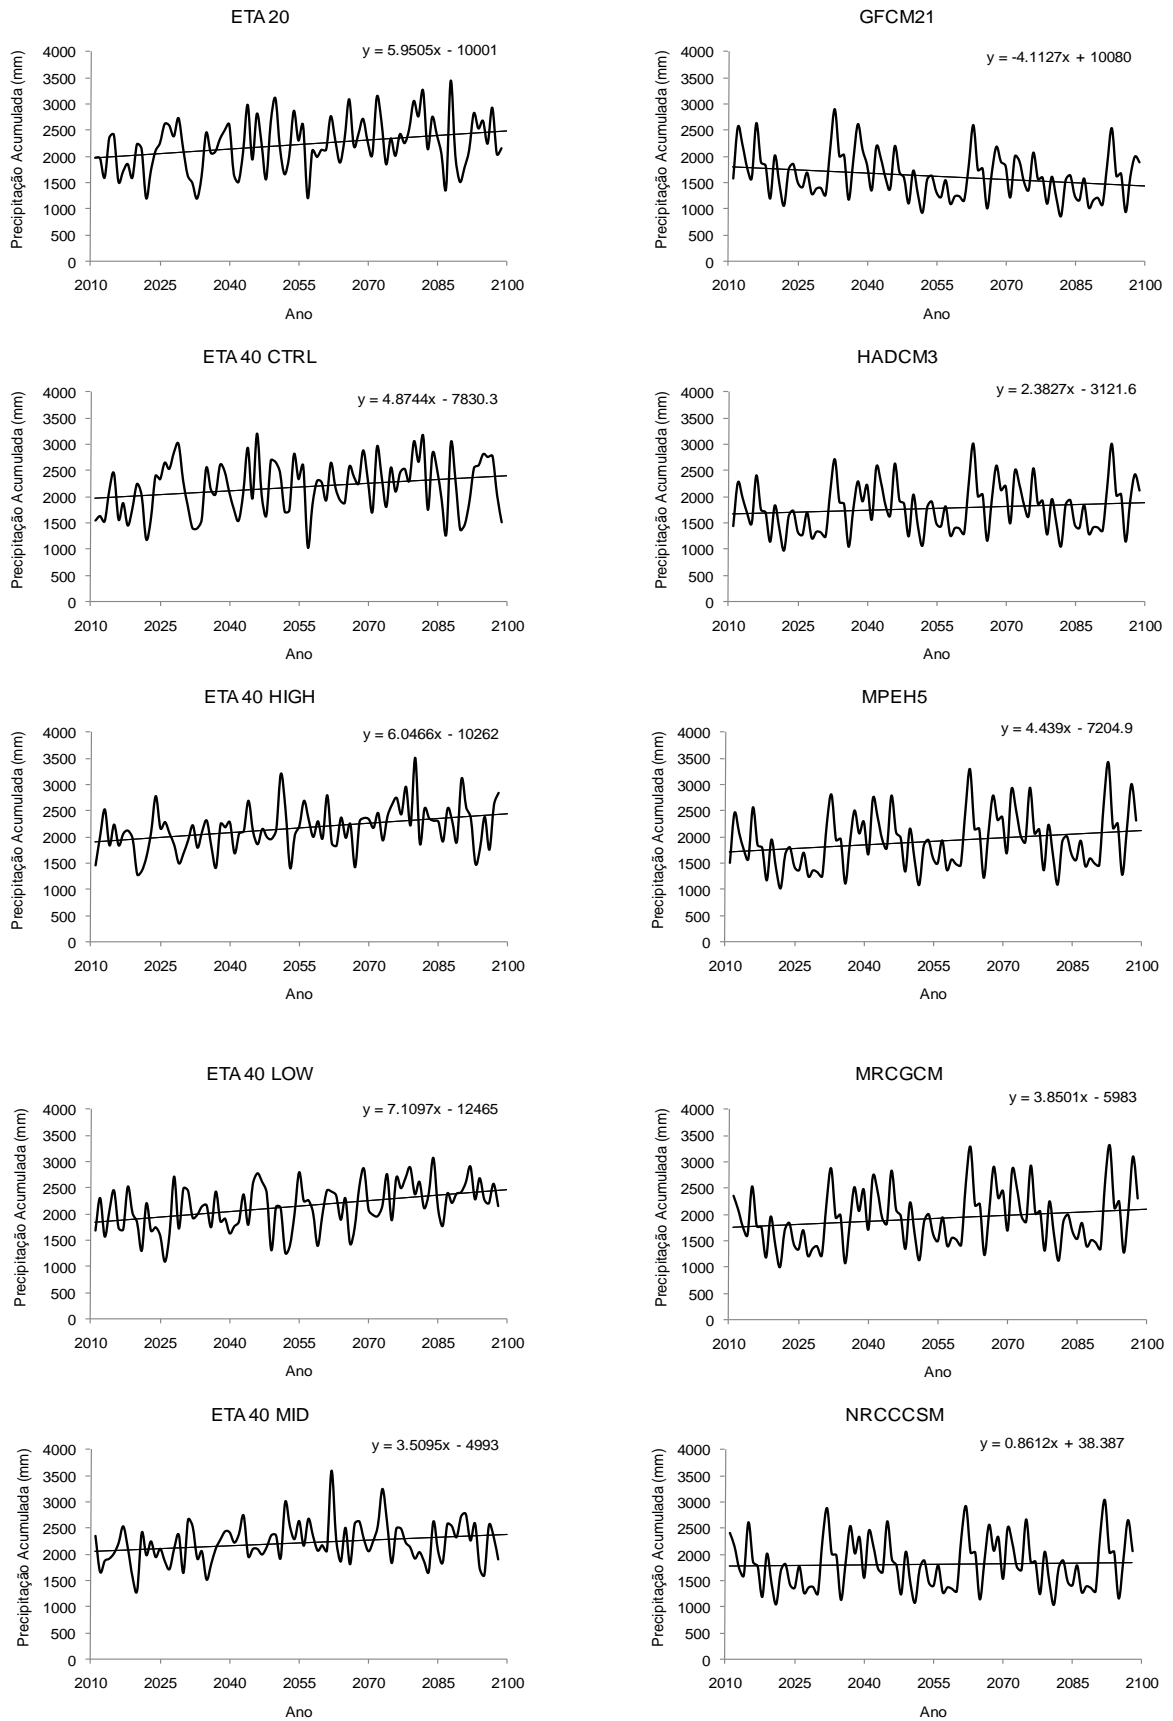 ETA 20
y = 5.9505x - 10001
Precipitação Acumulada (mm)
4000
3500
3000
2500
2000
1500
1000
500
0
2010 2025 2040 2055 2070 2085 2100
Ano
GFCM21
y = -4.1127x + 10080
Precipitação Acumulada (mm)
4000
3500
3000
2500
2000
1500
1000
500
0
2010 2025 2040 2055 2070 2085 2100
Ano
ETA 40 CTRL
y = 4.8744x - 7830.3
Precipitação Acumulada (mm)
4000
3500
3000
2500
2000
1500
1000
500
0
2010 2025 2040 2055 2070 2085 2100
Ano
HADCM3
y = 2.3827x - 3121.6
Precipitação Acumulada (mm)
4000
3500
3000
2500
2000
1500
1000
500
0
2010 2025 2040 2055 2070 2085 2100
Ano
ETA 40 HIGH
y = 6.0466x - 10262
Precipitação Acumulada (mm)
4000
3500
3000
2500
2000
1500
1000
500
0
2010 2025 2040 2055 2070 2085 2100
Ano
MPEH5
y = 4.439x - 7204.9
Precipitação Acumulada (mm)
4000
3500
3000
2500
2000
1500
1000
500
0
2010 2025 2040 2055 2070 2085 2100
Ano
ETA 40 LOW
y = 7.1097x - 12465
Precipitação Acumulada (mm)
4000
3500
3000
2500
2000
1500
1000
500
0
2010 2025 2040 2055 2070 2085 2100
Ano
MRCGCM
y = 3.8501x - 5983
Precipitação Acumulada (mm)
4000
3500
3000
2500
2000
1500
1000
500
0
2010 2025 2040 2055 2070 2085 2100
Ano
ETA 40 MID
y = 3.5095x - 4993
Precipitação Acumulada (mm)
4000
3500
3000
2500
2000
1500
1000
500
0
2010 2025 2040 2055 2070 2085 2100
Ano
NRCCCSM
y = 0.8612x + 38.387
Precipitação Acumulada (mm)
4000
3500
3000
2500
2000
1500
1000
500
0
2010 2025 2040 2055 2070 2085 2100
Ano